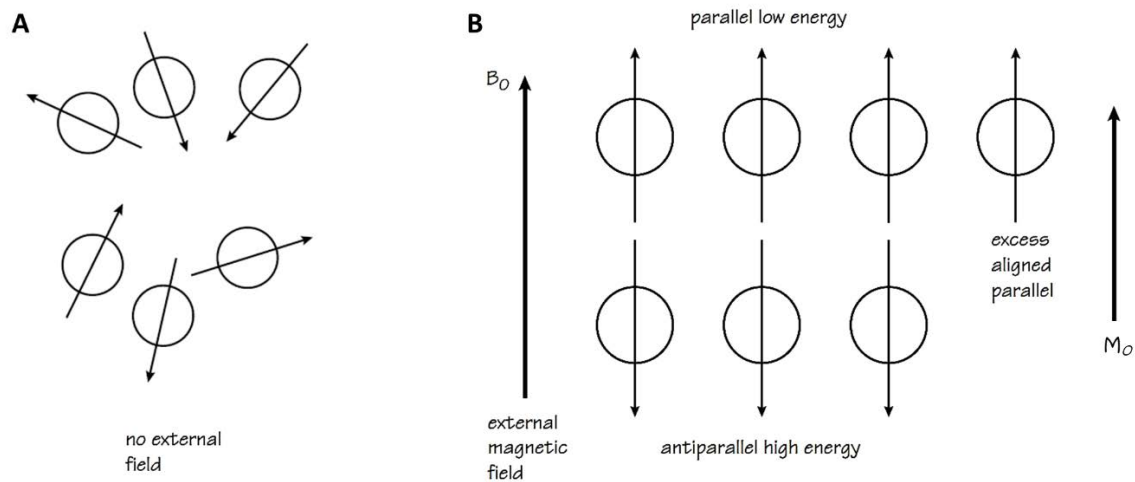 A
no external
field
B
parallel low energy
B0
external
magnetic
field
antiparallel high energy
excess
aligned
parallel
M0